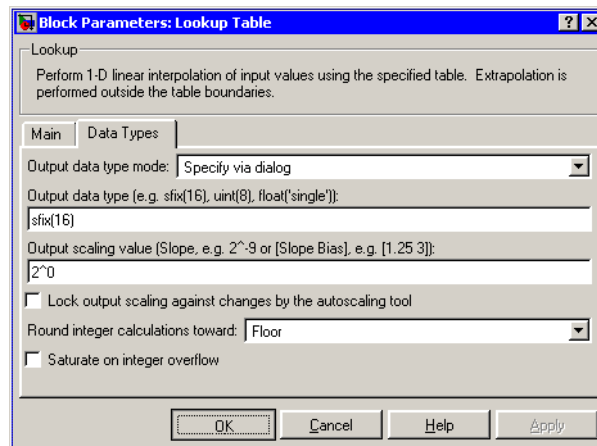 Block Parameters: Lookup Table
Lookup
Perform 1-D linear interpolation of input values using the specified table. Extrapolation is
performed outside the table boundaries.
Main Data Types
Output data type mode: Specify via dialog
Output data type (e.g. sfix(16), uint(8), float('single')):
sfix(16)
Output scaling value (Slope, e.g. 2^-9 or [Slope Bias], e.g. [1.25 3]):
2^0
Lock output scaling against changes by the autoscaling tool
Round integer calculations toward: Floor
Saturate on integer overflow
OK Cancel Help Apply